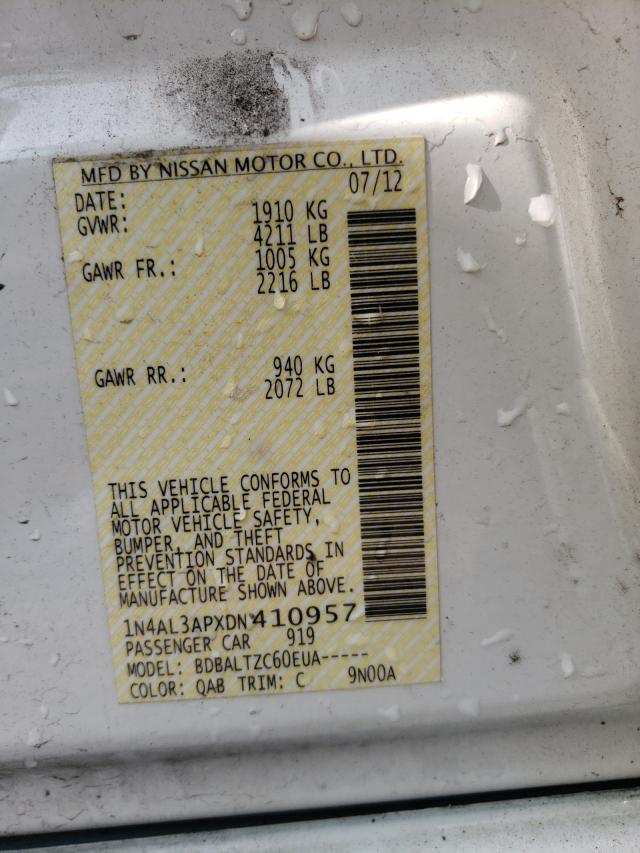 MFD BY NISSAN MOTOR CO., LTD.
DATE: 07/12
GVWR: 1910 KG
4211 LB
GAWR FR.: 1005 KG
2216 LB
GAWR RR.: 940 KG
2072 LB
THIS VEHICLE CONFORMS TO
ALL APPLICABLE FEDERAL
MOTOR VEHICLE SAFETY,
BUMPER, AND THEFT
PREVENTION STANDARDS IN
EFFECT ON THE DATE OF
MANUFACTURE SHOWN ABOVE.
1N4AL3APXDN410957
PASSENGER CAR 919
MODEL: BDBALTZC60EUA-----
COLOR: QAB TRIM: C 9N00A